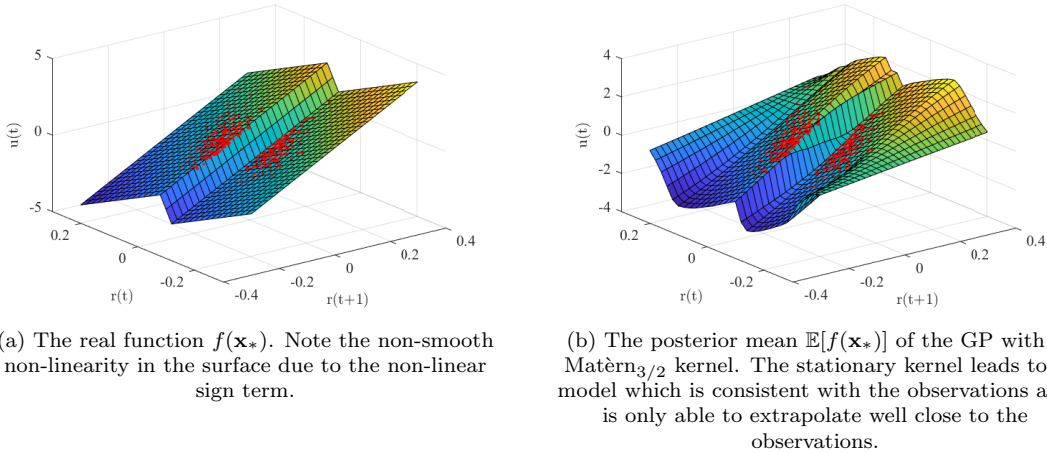 5
0
-5
u(t)
0.2
0
-0.2
r(t)
-0.4
-0.2
0
0.2
0.4
r(t+1)
4
2
0
-2
-4
u(t)
0.2
0
-0.2
r(t)
-0.4
-0.2
0
0.2
0.4
r(t+1)
a) The real function f(x∗). Note the non-smooth
non-linearity in the surface due to the non-linear
sign term.
(b) The posterior mean 𝔼[f(x∗)] of the GP with
Matèrn3/2 kernel. The stationary kernel leads to
model which is consistent with the observations a
is only able to extrapolate well close to the
observations.